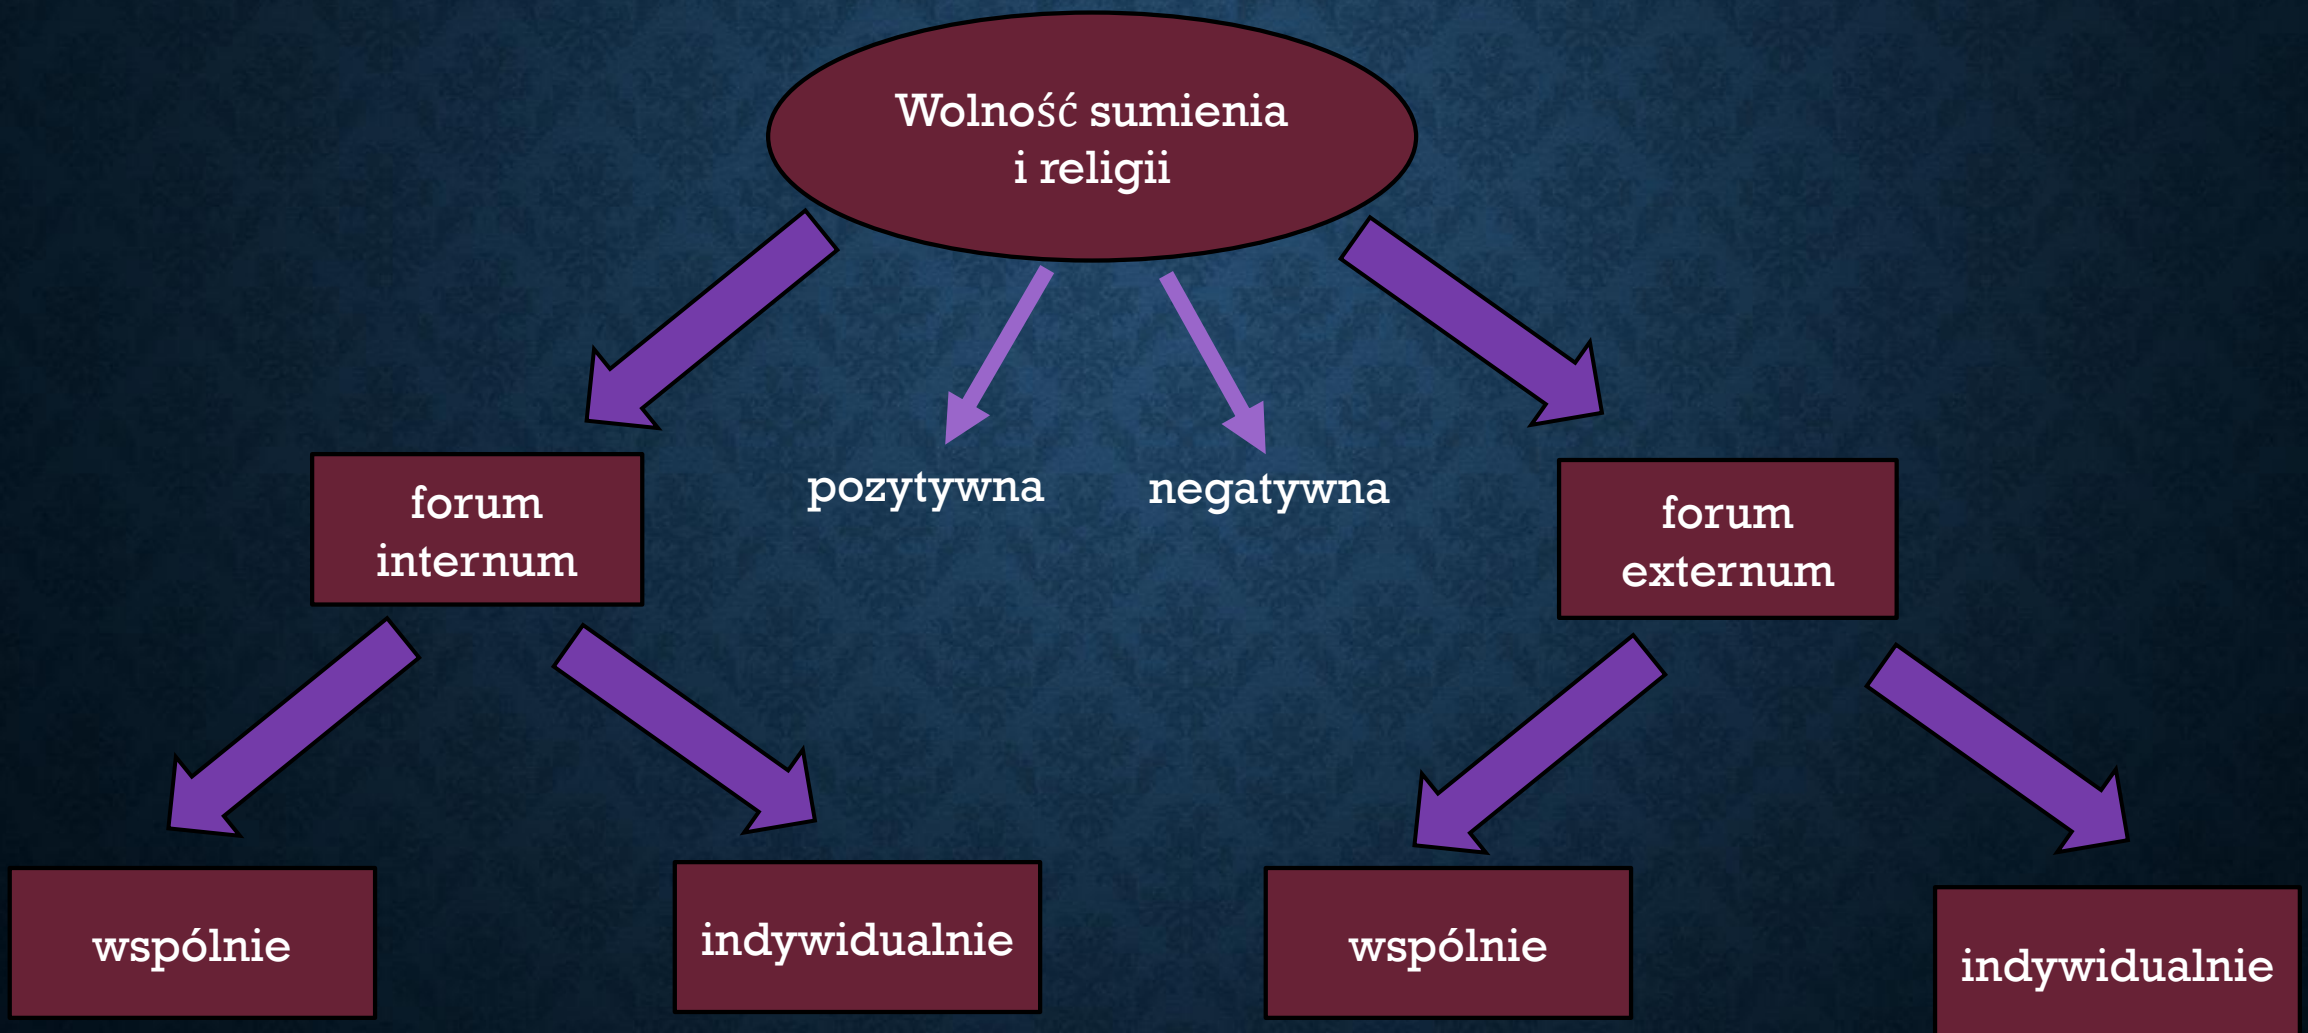 Wolność sumienia
i religii
pozytywna
negatywna
forum
internum
forum
externum
wspólnie
indywidualnie
wspólnie
indywidualnie